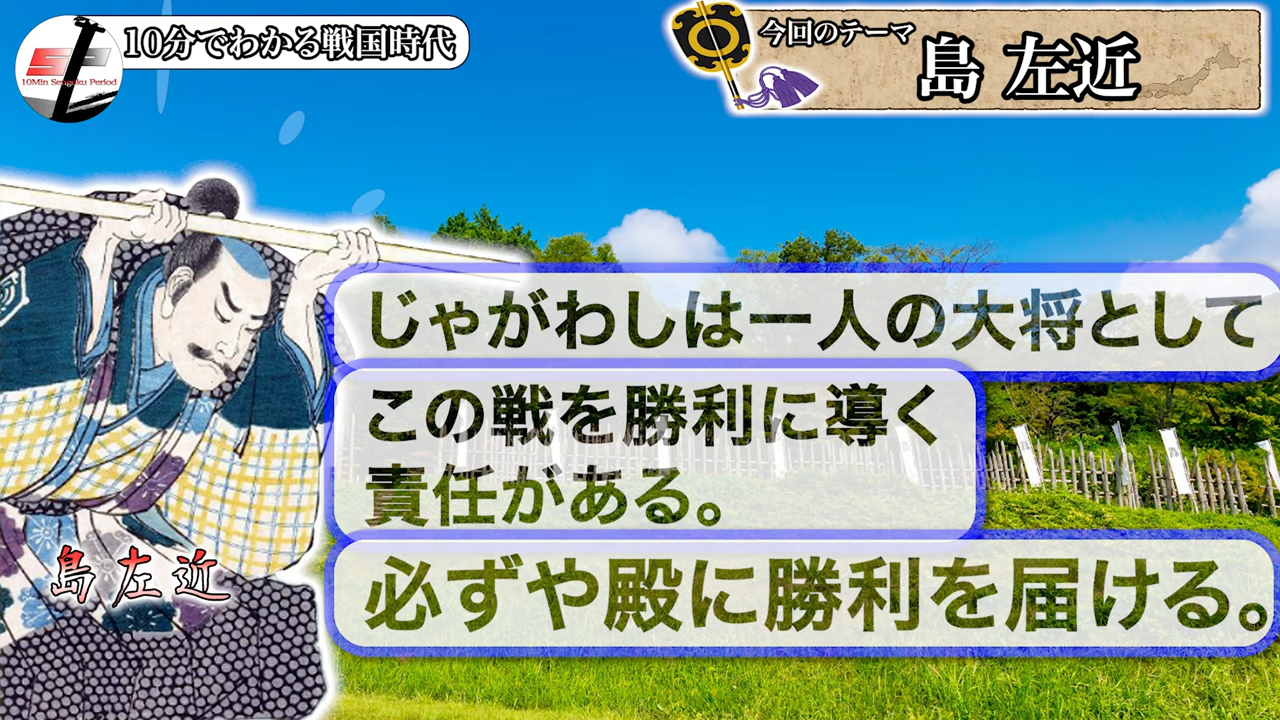 10分でわかる戦国時代
10Min Sengoku Period
今回のテーマ
島 左近
じゃがわしは一人の大将として
この戦を勝利に導く
責任がある。
必ずや殿に勝利を届ける。
島左近